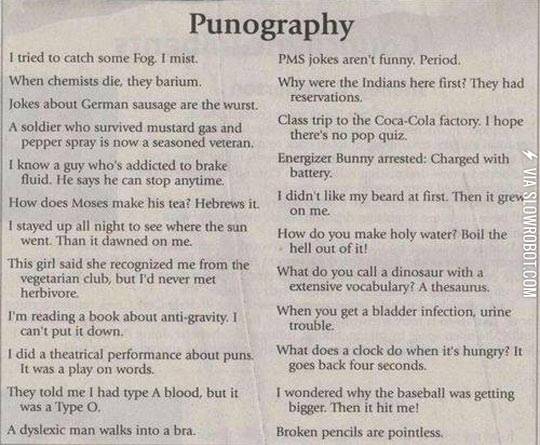 Punography
I tried to catch some Fog. I mist.
When chemists die, they barium.
Jokes about German sausage are the wurst.
A soldier who survived mustard gas and
pepper spray is now a seasoned veteran.
I know a guy who's addicted to brake
fluid. He says he can stop anytime.
How does Moses make his tea? Hebrews it.
I stayed up all night to see where the sun
went. Than it dawned on me.
This girl said she recognized me from the
vegetarian club, but I'd never met
herbivore.
I'm reading a book about anti-gravity. I
can't put it down.
I did a theatrical performance about puns.
It was a play on words.
They told me I had type A blood, but it
was a Type O.
A dyslexic man walks into a bra.
PMS jokes aren't funny. Period.
Why were the Indians here first? They had
reservations.
Class trip to the Coca-Cola factory. I hope
there's no pop quiz.
Energizer Bunny arrested: Charged with
battery.
I didn't like my beard at first. Then it grew
on me.
How do you make holy water? Boil the
hell out of it!
What do you call a dinosaur with a
extensive vocabulary? A thesaurus.
When you get a bladder infection, urine
trouble.
What does a clock do when it's hungry? It
goes back four seconds.
I wondered why the baseball was getting
bigger. Then it hit me!
Broken pencils are pointless.
VIA SLOWROBOT.COM